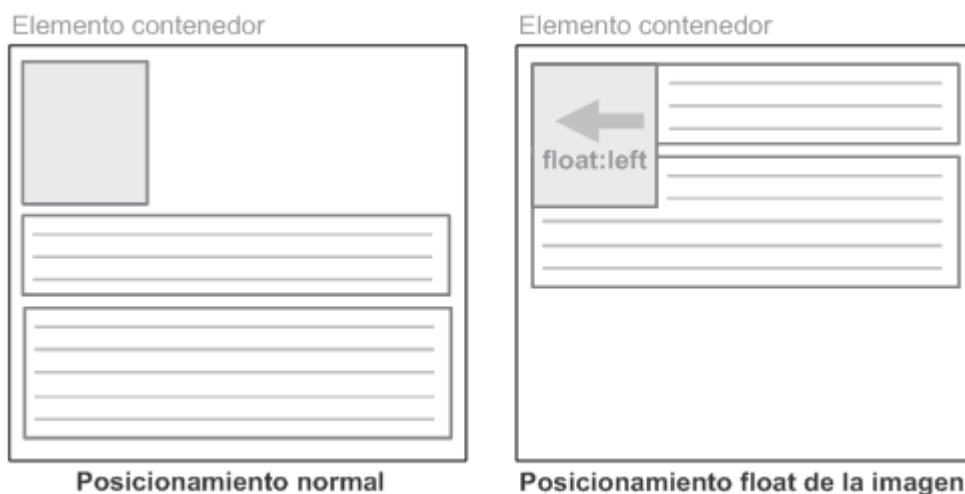 Elemento contenedor
Elemento contenedor
float:left
Posicionamiento normal
Posicionamiento float de la imagen